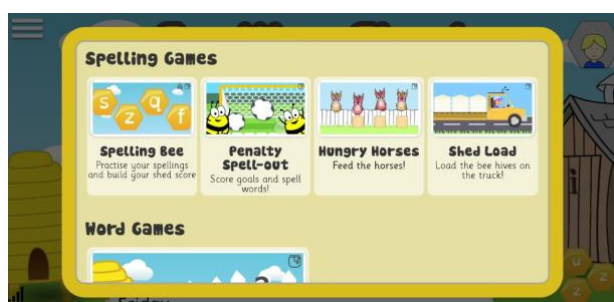 Spelling Games
s
z
q
f
Spelling Bee
Practise your spellings
and build your shed score
Penalty
Spell-out
Score goals and spell
words!
Hungry Horses
Feed the horses!
Shed Load
Load the bee hives on
the truck!
Word Games
u
z
z